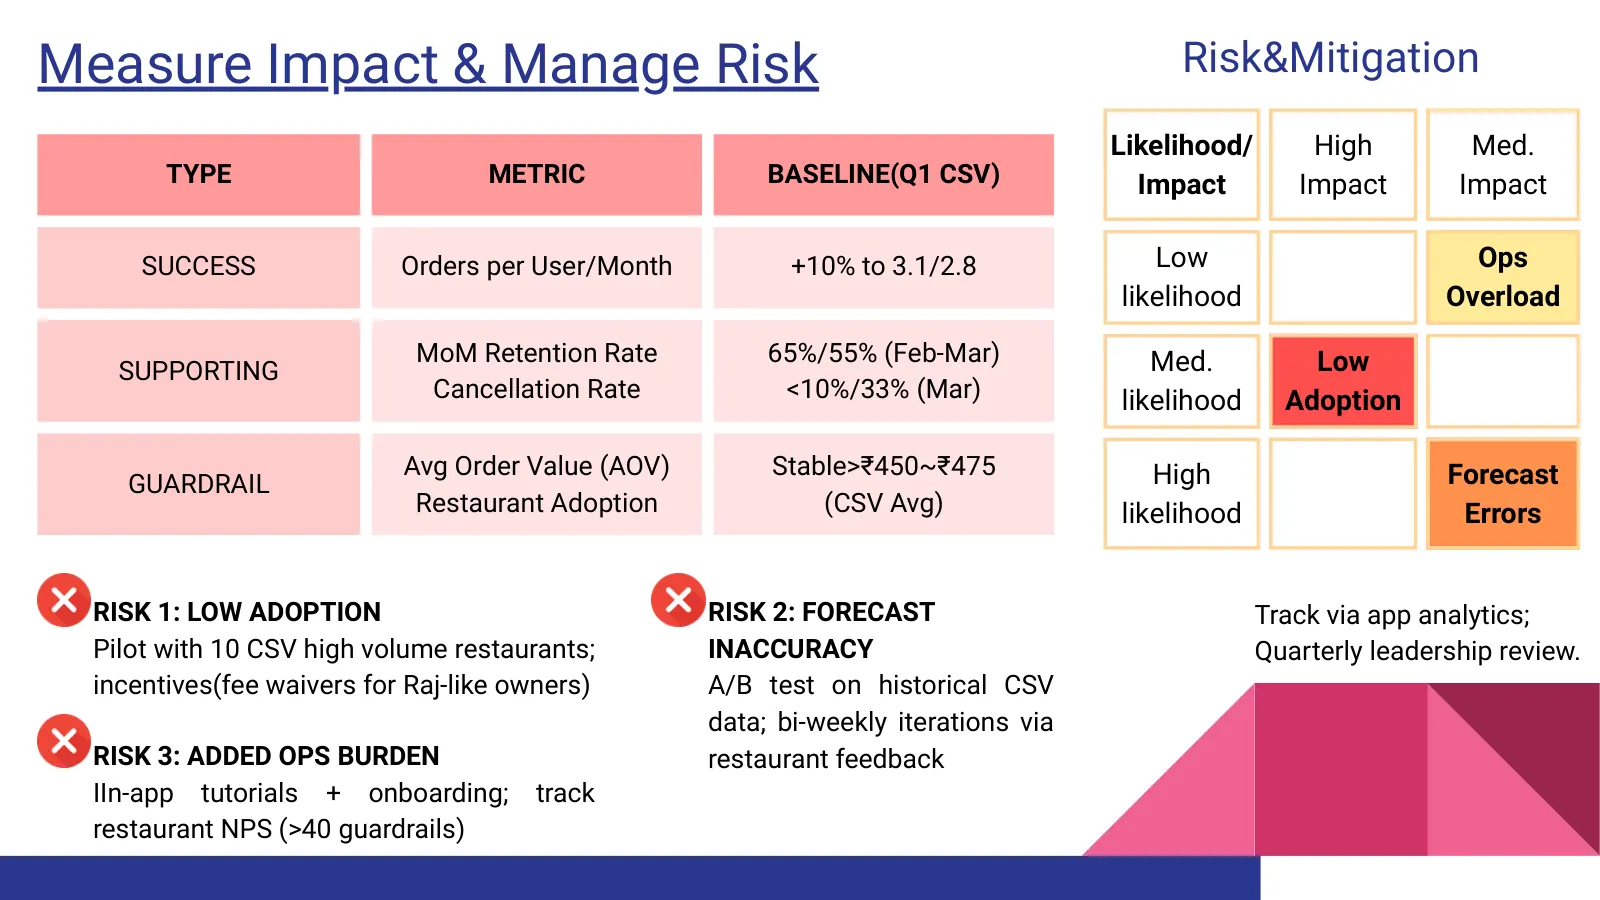 Measure Impact & Manage Risk
TYPE
METRIC
BASELINE(Q1 CSV)
SUCCESS
Orders per User/Month
+10% to 3.1/2.8
SUPPORTING
MoM Retention Rate
Cancellation Rate
65%/55% (Feb-Mar)
<10%/33% (Mar)
GUARDRAIL
Avg Order Value (AOV)
Restaurant Adoption
Stable>₹450~₹475
(CSV Avg)
Risk&Mitigation
Likelihood/
Impact
High
Impact
Med.
Impact
Low
likelihood
Ops
Overload
Med.
likelihood
Low
Adoption
High
likelihood
Forecast
Errors
RISK 1: LOW ADOPTION
Pilot with 10 CSV high volume restaurants;
incentives(fee waivers for Raj-like owners)
RISK 2: FORECAST
INACCURACY
A/B test on historical CSV
data; bi-weekly iterations via
restaurant feedback
RISK 3: ADDED OPS BURDEN
IIn-app tutorials + onboarding; track
restaurant NPS (>40 guardrails)
Track via app analytics;
Quarterly leadership review.